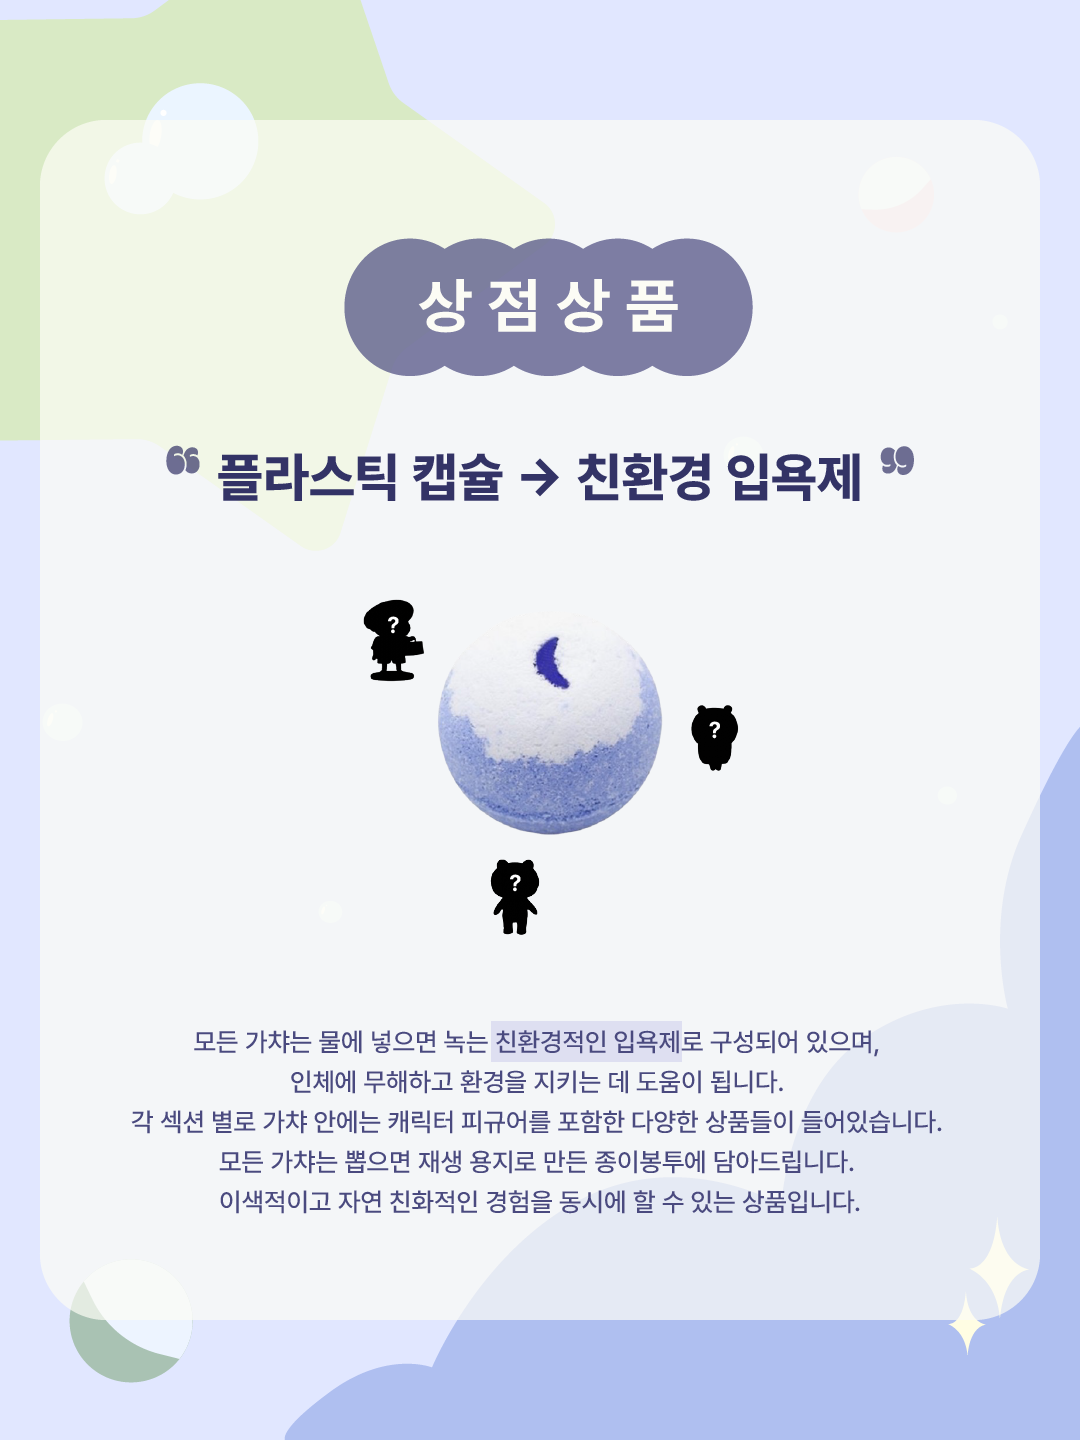 상점상품
❝ 플라스틱 캡슐 → 친환경 입욕제 ❞
?
?
?
모든 가챠는 물에 넣으면 녹는 친환경적인 입욕제로 구성되어 있으며,
인체에 무해하고 환경을 지키는 데 도움이 됩니다.
각 섹션 별로 가챠 안에는 캐릭터 피규어를 포함한 다양한 상품들이 들어있습니다.
모든 가챠는 뽑으면 재생 용지로 만든 종이봉투에 담아드립니다.
이색적이고 자연 친화적인 경험을 동시에 할 수 있는 상품입니다.